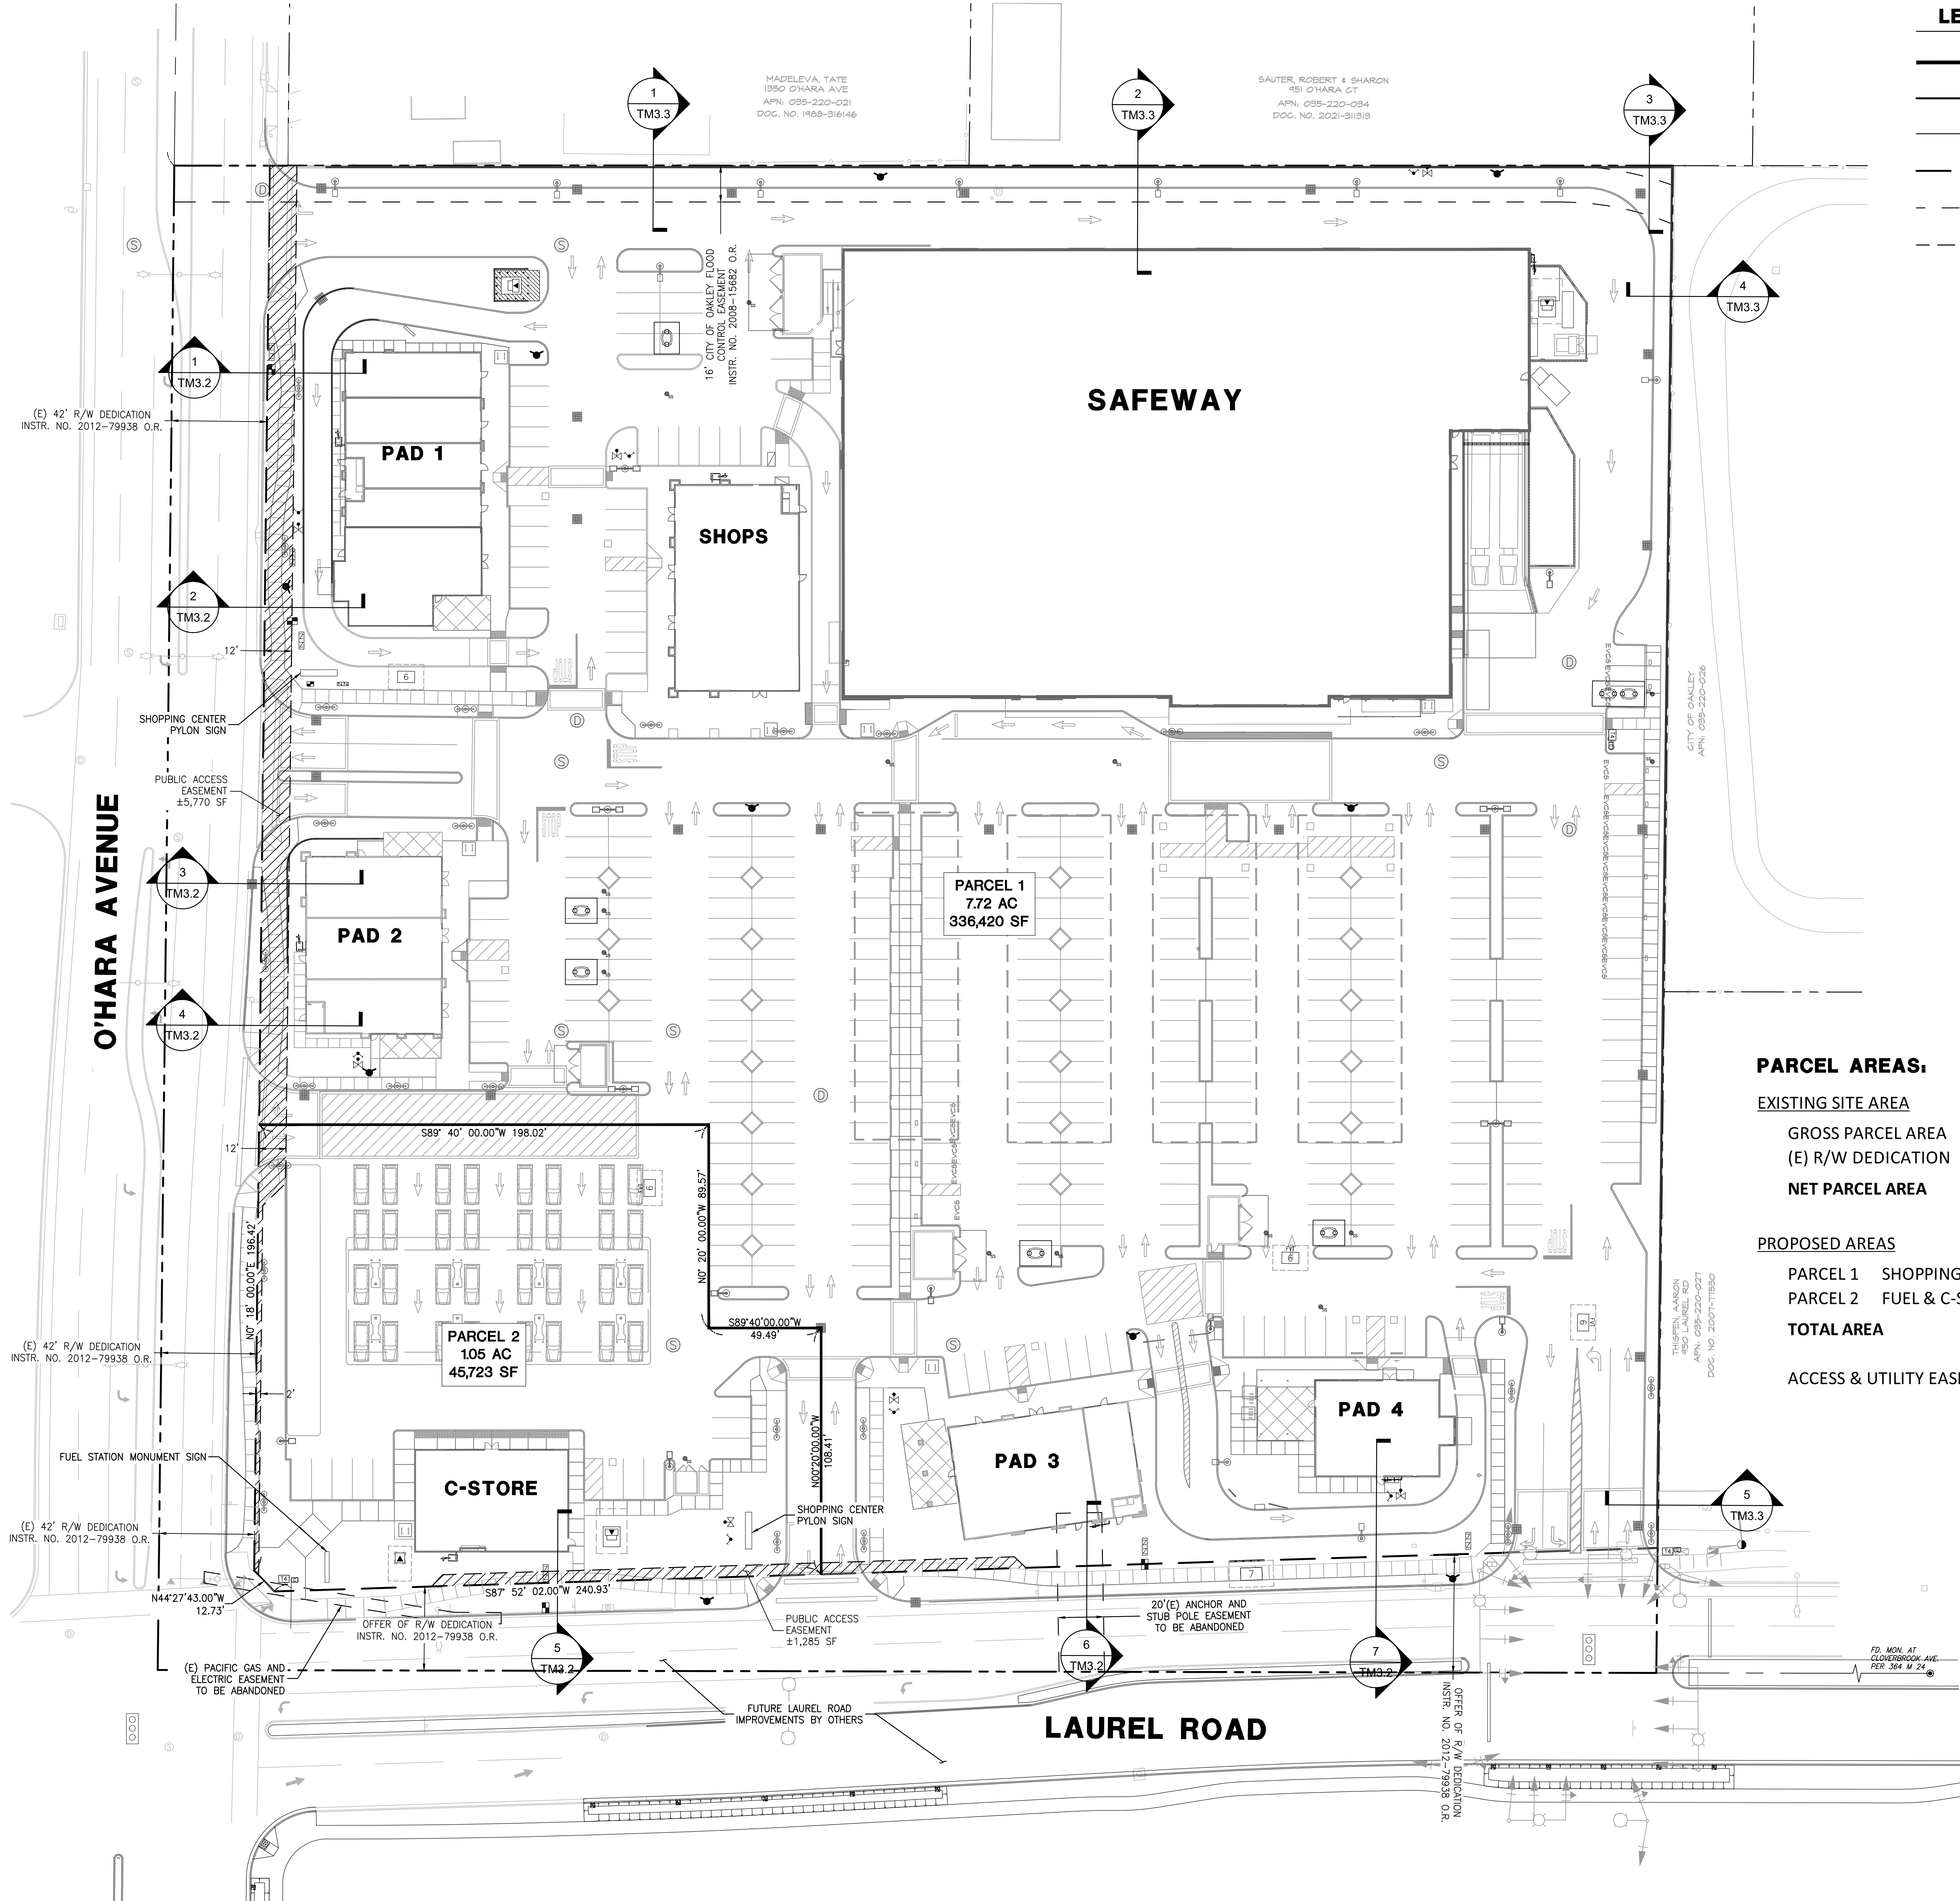 LE
MADELEVA, TATE
1350 O'HARA AVE
APN: 035-220-021
DOC. NO. 1988-316146
SAUTER, ROBERT & SHARON
951 O'HARA CT
APN: 035-220-034
DOC. NO. 2021-311313
1
TM3.3
2
TM3.3
3
TM3.3
4
TM3.3
16' CITY OF OAKLEY FLOOD
CONTROL EASEMENT
INSTR. NO. 2008-15682 O.R.
1
TM3.2
(E) 42' R/W DEDICATION
INSTR. NO. 2012-79938 O.R.
SAFEWAY
PAD 1
SHOPS
2
TM3.2
12'
6
SHOPPING CENTER
PYLON SIGN
PUBLIC ACCESS
EASEMENT
±5,770 SF
CITY OF OAKLEY
APN: 035-220-026
O'HARA AVENUE
3
TM3.2
PAD 2
PARCEL 1
7.72 AC
336,420 SF
4
TM3.2
PARCEL AREAS:
EXISTING SITE AREA
GROSS PARCEL AREA
(E) R/W DEDICATION
NET PARCEL AREA
PROPOSED AREAS
PARCEL 1 SHOPPING
PARCEL 2 FUEL & C-S
TOTAL AREA
ACCESS & UTILITY EASE
S89° 40' 00.00"W 198.02'
12'
N0° 20' 00.00"W 89.57'
N0° 18' 00.00"E 196.42'
S89°40'00.00"W
49.49'
6
6
6
THIGPEN, AARON
950 LAUREL RD
APN: 035-220-027
DOC. NO. 2007-77550
(E) 42' R/W DEDICATION
INSTR. NO. 2012-79938 O.R.
PARCEL 2
1.05 AC
45,723 SF
2'
N00°20'00.00"W
108.41'
PAD 4
PAD 3
FUEL STATION MONUMENT SIGN
C-STORE
SHOPPING CENTER
PYLON SIGN
5
TM3.3
(E) 42' R/W DEDICATION
INSTR. NO. 2012-79938 O.R.
7
N44°27'43.00"W
12.73'
S87° 52' 02.00"W 240.93'
OFFER OF R/W DEDICATION
INSTR. NO. 2012-79938 O.R.
PUBLIC ACCESS
EASEMENT
±1,285 SF
20'(E) ANCHOR AND
STUB POLE EASEMENT
TO BE ABANDONED
(E) PACIFIC GAS AND
ELECTRIC EASEMENT
TO BE ABANDONED
5
TM3.2
6
TM3.2
7
TM3.2
FD. MON. AT
CLOVERBROOK AVE.
PER 364 M 24
FUTURE LAUREL ROAD
IMPROVEMENTS BY OTHERS
LAUREL ROAD
OFFER OF R/W DEDICATION
INSTR. NO. 2012-79938 O.R.